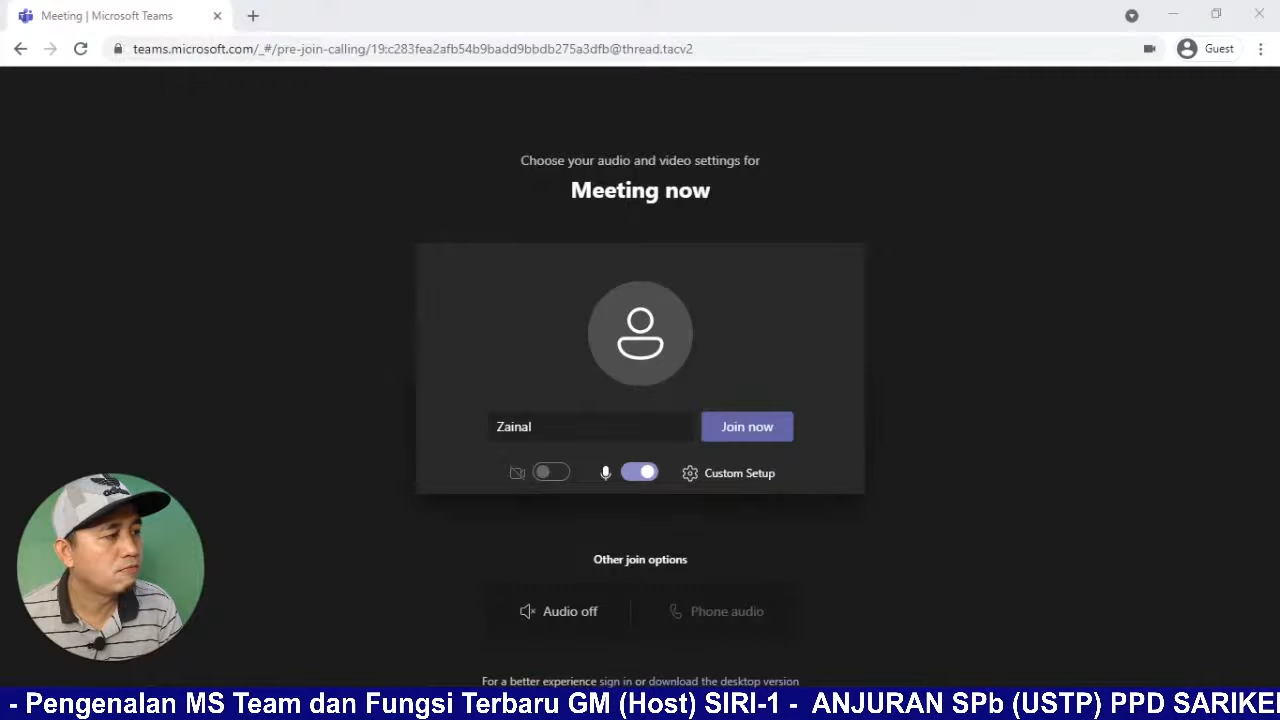 Meeting | Microsoft Teams
teams.microsoft.com/_#/pre-join-calling/19:c283fea2afb54b9badd9bbdb275a3dfb@thread.tacv2
Guest
Choose your audio and video settings for
Meeting now
Zainal
Join now
Custom Setup
Other join options
Audio off
Phone audio
For a better experience sign in or download the desktop version
- Pengenalan MS Team dan Fungsi Terbaru GM (Host) SIRI-1 - ANJURAN SPb (USTP) PPD SARIKEI